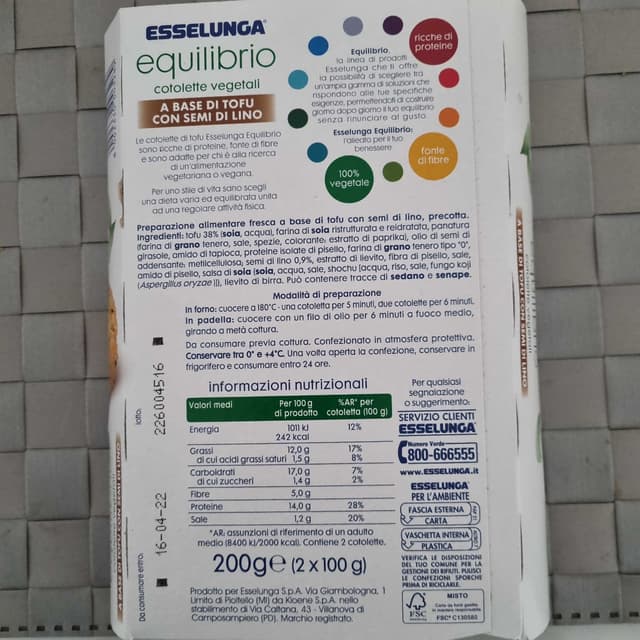 ESSELUNGA
equilibrio
cotolette vegetali
A BASE DI TOFU
CON SEMI DI LINO
Le cotolette di tofu Esselunga Equilibrio
sono ricche di proteine, fonte di fibre
e sono adatte per chi è alla ricerca
di un'alimentazione
vegetariana o vegana.
Per uno stile di vita sano scegli
una dieta varia ed equilibrata unita
ad una regolare attività fisica.
ricche di
proteine
Equilibrio,
la linea di prodotti
Esselunga che ti offre
la possibilità di scegliere tra
un'ampia gamma di soluzioni che
rispondono alle tue specifiche
esigenze, permettendoti di costruire
giorno dopo giorno il tuo equilibrio
senza rinunciare al gusto.
Esselunga Equilibrio:
l'alleata per il tuo
benessere
fonte
di fibre
100%
vegetale
Preparazione alimentare fresca a base di tofu con semi di lino, precotta.
Ingredienti: tofu 38% (soia, acqua), farina di soia ristrutturata e reidratata, panatura
(farina di grano tenero, sale, spezie, colorante: estratto di paprika), olio di semi di
girasole, amido di tapioca, proteine isolate di pisello, farina di grano tenero tipo "0",
addensante: metilcellulosa; semi di lino 0,9%, estratto di lievito, fibra di pisello, sale,
amido di pisello, salsa di soia (soia, acqua, sale, shochu [acqua, riso, sale, fungo koji
(Aspergillus oryzae)]), lievito di birra. Può contenere tracce di sedano e senape.
Modalità di preparazione
In forno: cuocere a 180°C - una cotoletta per 5 minuti, due cotolette per 6 minuti.
In padella: cuocere con un filo di olio per 6 minuti a fuoco medio,
girando a metà cottura.
Da consumare previa cottura. Confezionato in atmosfera protettiva.
Conservare tra 0° e +4°C. Una volta aperta la confezione, conservare in
frigorifero e consumare entro 24 ore.
informazioni nutrizionali
Valori medi Per 100 g di prodotto %AR* per cotoletta (100 g)
Energia 1011 kJ 12%
242 kcal
Grassi 12,0 g 17%
di cui acidi grassi saturi 1,5 g 8%
Carboidrati 17,0 g 7%
di cui zuccheri 1,4 g 2%
Fibre 5,0 g
Proteine 14,0 g 28%
Sale 1,2 g 20%
*AR: assunzioni di riferimento di un adulto
medio (8400 kJ/2000 kcal). Contiene 2 cotolette.
200g e (2 x 100 g)
Prodotto per Esselunga S.p.A. Via Giambologna, 1
Limito di Pioltello (MI) da Kioene S.p.A. nello
stabilimento di Via Caltana, 43 - Villanova di
Camposampiero (PD). Marchio registrato.
Per qualsiasi
segnalazione
o suggerimento:
SERVIZIO CLIENTI
ESSELUNGA
Numero Verde
800-666555
www.ESSELUNGA.it
ESSELUNGA
PER L'AMBIENTE
FASCIA ESTERNA
CARTA
VASCHETTA INTERNA
PLASTICA
VERIFICA LE DISPOSIZIONI
DEL TUO COMUNE PER LA
GESTIONE DEI RIFIUTI. PULISCI
LE CONFEZIONI SPORCHE
PRIMA DI RICICLARLE.
FSC
MISTO
Carta da fonti gestite
in maniera responsabile
FSC® C130580
lotto.
226004516
Da consumare entro:
16-04-22
A BASE DI TOFU CON SEMI DI LINO